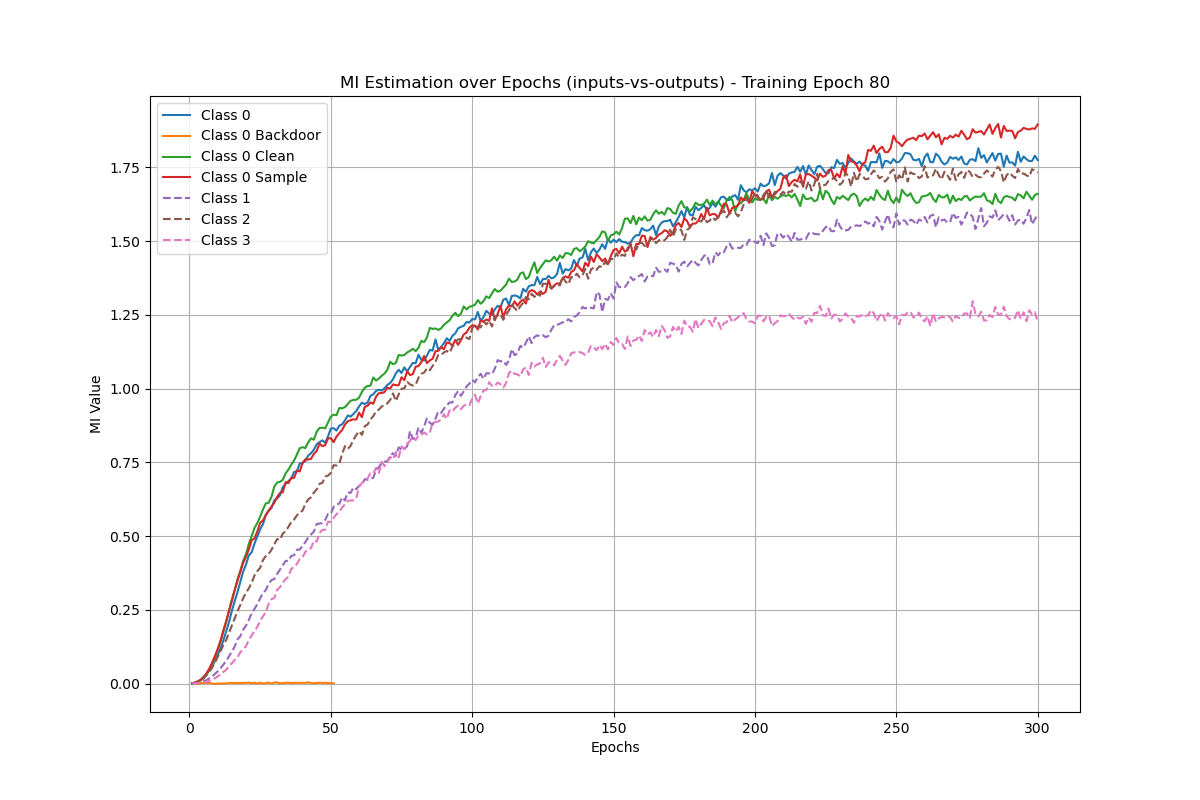 MI Estimation over Epochs (inputs-vs-outputs) - Training Epoch 80
Class 0
Class 0 Backdoor
Class 0 Clean
Class 0 Sample
Class 1
Class 2
Class 3
MI Value
1.75
1.50
1.25
1.00
0.75
0.50
0.25
0.00
0
50
100
150
200
250
300
Epochs